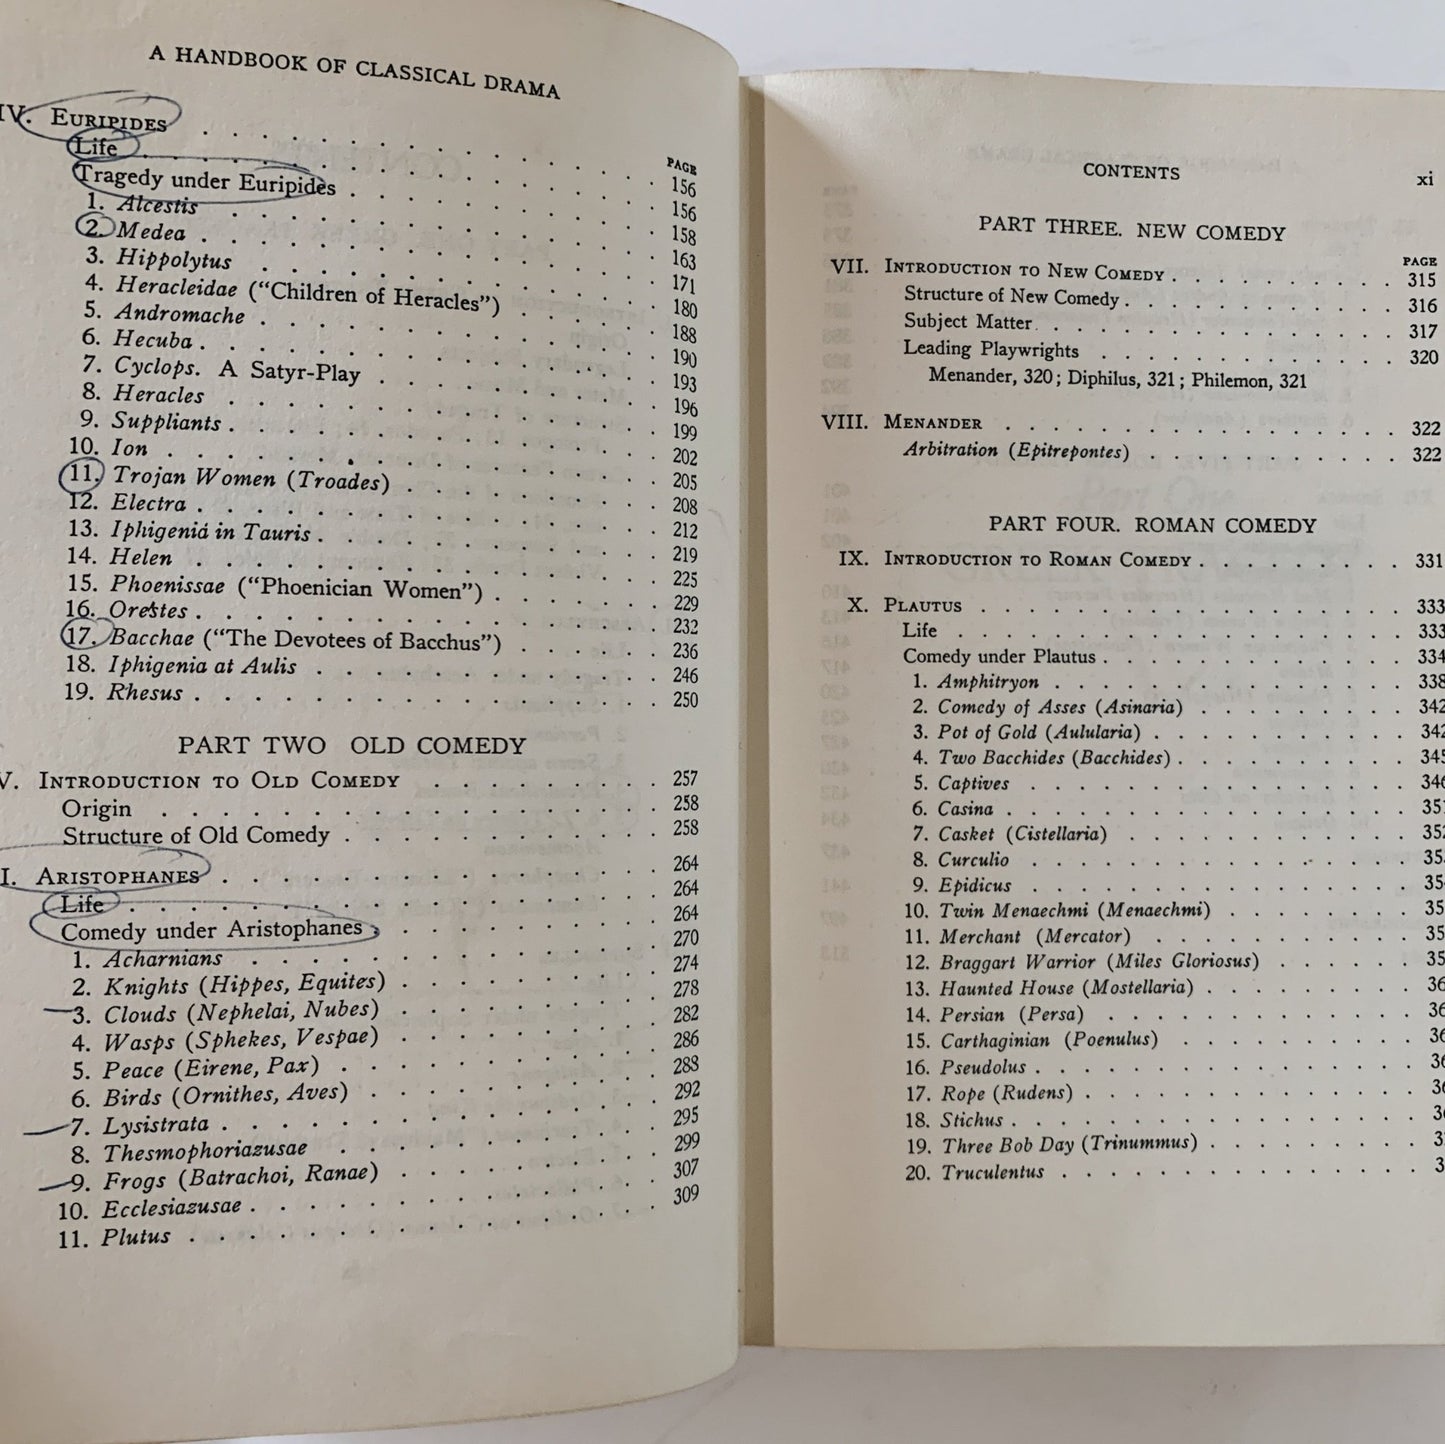 A HANDBOOK OF CLASSICAL DRAMA
PAGE
IV. EURIPIDES . . . 156
Life . . . 156
Tragedy under Euripides . . . 158
1. Alcestis . . . 163
2. Medea . . . 171
3. Hippolytus . . . 180
4. Heracleidae (“Children of Heracles”) . . . 188
5. Andromache . . . 190
6. Hecuba . . . 193
7. Cyclops. A Satyr-Play . . . 196
8. Heracles . . . 199
9. Suppliants . . . 202
10. Ion . . . 205
11. Trojan Women (Troades) . . . 208
12. Electra . . . 212
13. Iphigenia in Tauris . . . 219
14. Helen . . . 225
15. Phoenissae (“Phoenician Women”) . . . 229
16. Orestes . . . 232
17. Bacchae (“The Devotees of Bacchus”) . . . 236
18. Iphigenia at Aulis . . . 246
19. Rhesus . . . 250
PART TWO OLD COMEDY
V. INTRODUCTION TO OLD COMEDY . . . 257
Origin . . . 258
Structure of Old Comedy . . . 258
I. ARISTOPHANES . . . 264
Life . . . 264
Comedy under Aristophanes . . . 264
1. Acharnians . . . 270
2. Knights (Hippes, Equites) . . . 274
3. Clouds (Nephelai, Nubes) . . . 278
4. Wasps (Sphekes, Vespae) . . . 282
5. Peace (Eirene, Pax) . . . 286
6. Birds (Ornithes, Aves) . . . 288
7. Lysistrata . . . 292
8. Thesmophoriazusae . . . 295
9. Frogs (Batrachoi, Ranae) . . . 299
10. Ecclesiazusae . . . 307
11. Plutus . . . 309
CONTENTS xi
PART THREE. NEW COMEDY
PAGE
VII. INTRODUCTION TO NEW COMEDY . . . 315
Structure of New Comedy . . . 316
Subject Matter . . . 317
Leading Playwrights . . . 320
Menander, 320; Diphilus, 321; Philemon, 321
VIII. MENANDER . . . 322
Arbitration (Epitrepontes) . . . 322
PART FOUR. ROMAN COMEDY
IX. INTRODUCTION TO ROMAN COMEDY . . . 331
X. PLAUTUS . . . 333
Life . . . 333
Comedy under Plautus . . . 334
1. Amphitryon . . . 338
2. Comedy of Asses (Asinaria) . . . 342
3. Pot of Gold (Aulularia) . . . 342
4. Two Bacchides (Bacchides) . . . 345
5. Captives . . . 346
6. Casina . . . 351
7. Casket (Cistellaria) . . . 352
8. Curculio . . .
9. Epidicus . . .
10. Twin Menaechmi (Menaechmi) . . .
11. Merchant (Mercator) . . .
12. Braggart Warrior (Miles Gloriosus) . . .
13. Haunted House (Mostellaria) . . .
14. Persian (Persa) . . .
15. Carthaginian (Poenulus) . . .
16. Pseudolus . . .
17. Rope (Rudens) . . .
18. Stichus . . .
19. Three Bob Day (Trinummus) . . .
20. Truculentus . . .